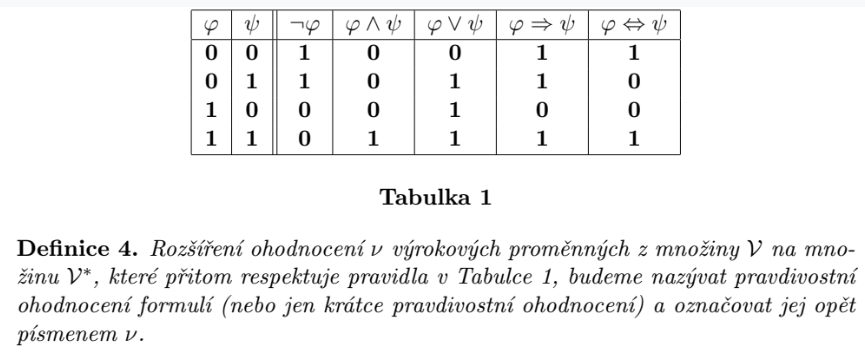 φ ψ ¬φ φ ∧ ψ φ ∨ ψ φ ⇒ ψ φ ⇔ ψ
0 0 1 0 0 1 1
0 1 1 0 1 1 0
1 0 0 0 1 0 0
1 1 0 1 1 1 1
Tabulka 1
Definice 4. Rozšíření ohodnocení ν výrokových proměnných z množiny 𝒱 na mno-
žinu 𝒱*, které přitom respektuje pravidla v Tabulce 1, budeme nazývat pravdivostní
ohodnocení formulí (nebo jen krátce pravdivostní ohodnocení) a označovat jej opět
písmenem ν.